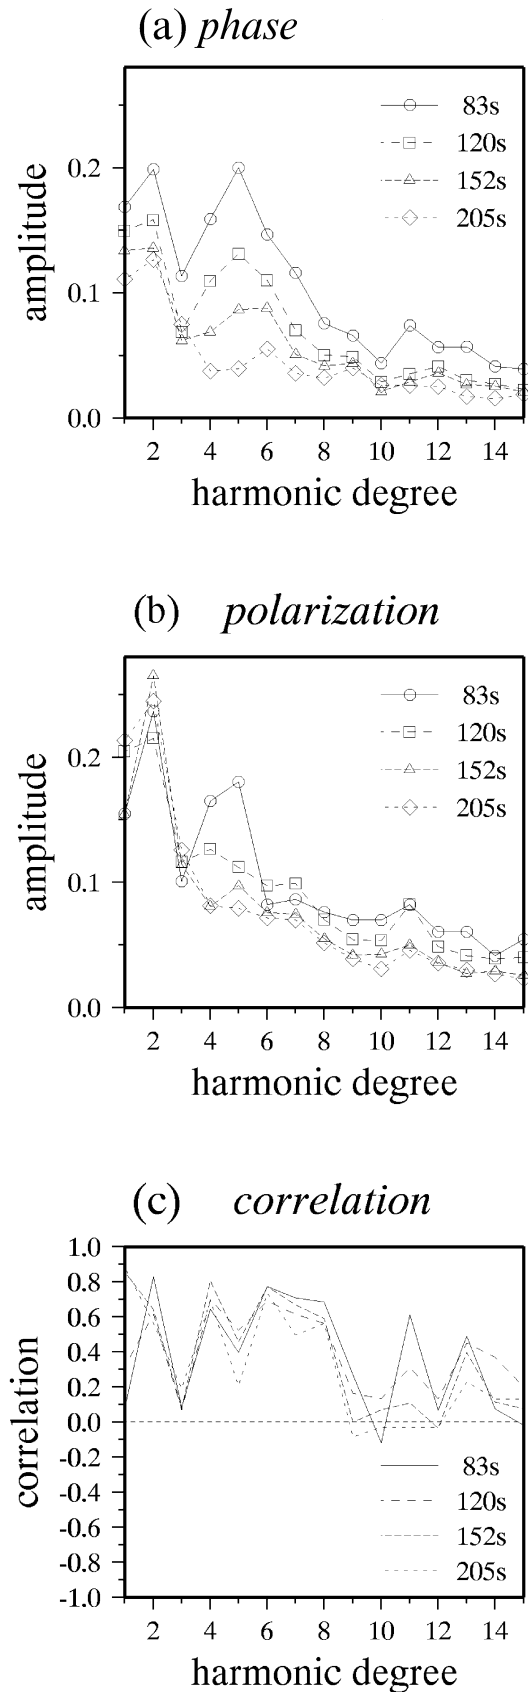 (a) phase
83s
120s
152s
205s
0.2
0.1
0.0
amplitude
2 4 6 8 10 12 14
harmonic degree
(b) polarization
83s
120s
152s
205s
0.2
0.1
0.0
amplitude
2 4 6 8 10 12 14
harmonic degree
(c) correlation
1.0
0.8
0.6
0.4
0.2
0.0
-0.2
-0.4
-0.6
-0.8
-1.0
correlation
83s
120s
152s
205s
2 4 6 8 10 12 14
harmonic degree